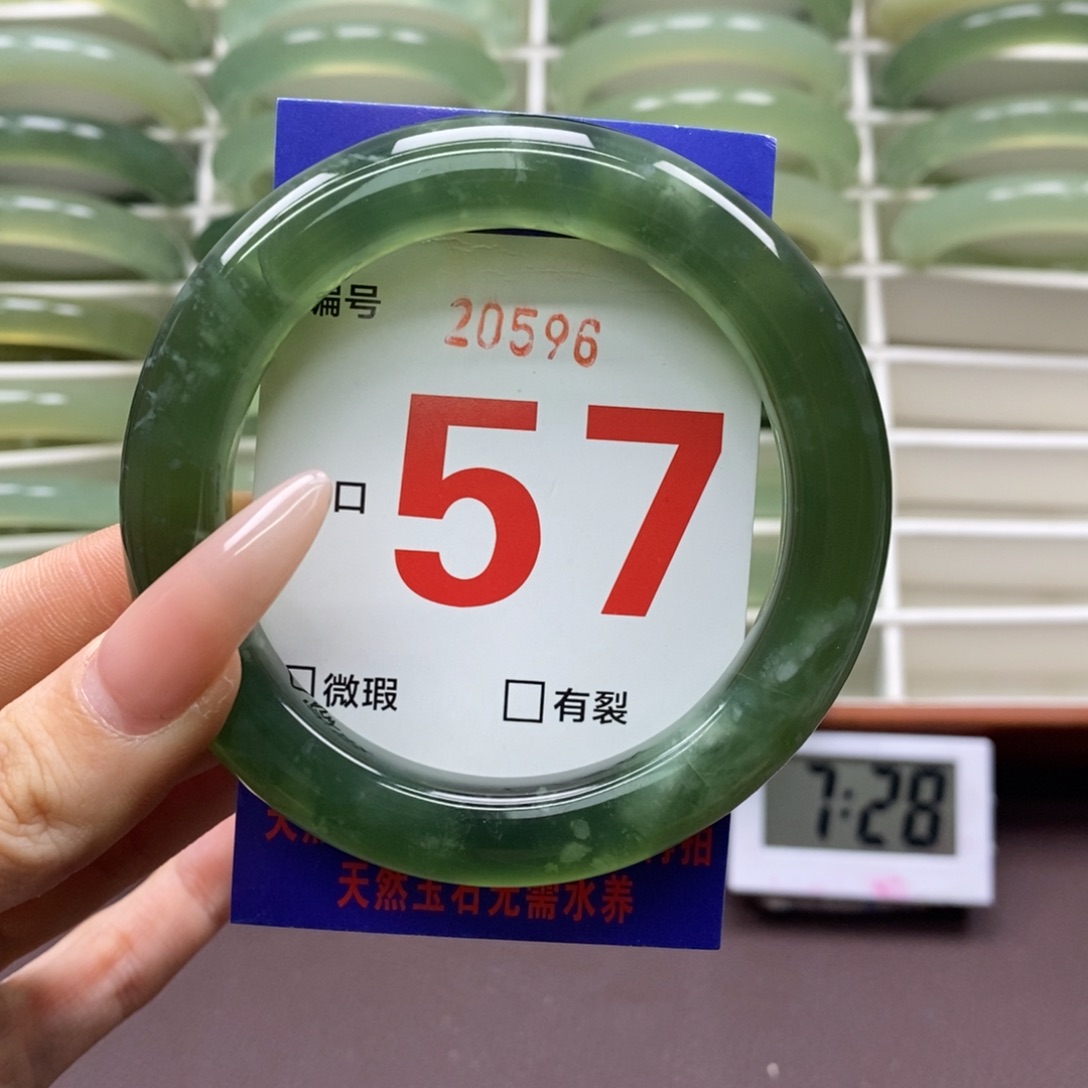 编号 20596
口 57
□微瑕 □有裂
天然玉石无需水养
7:28